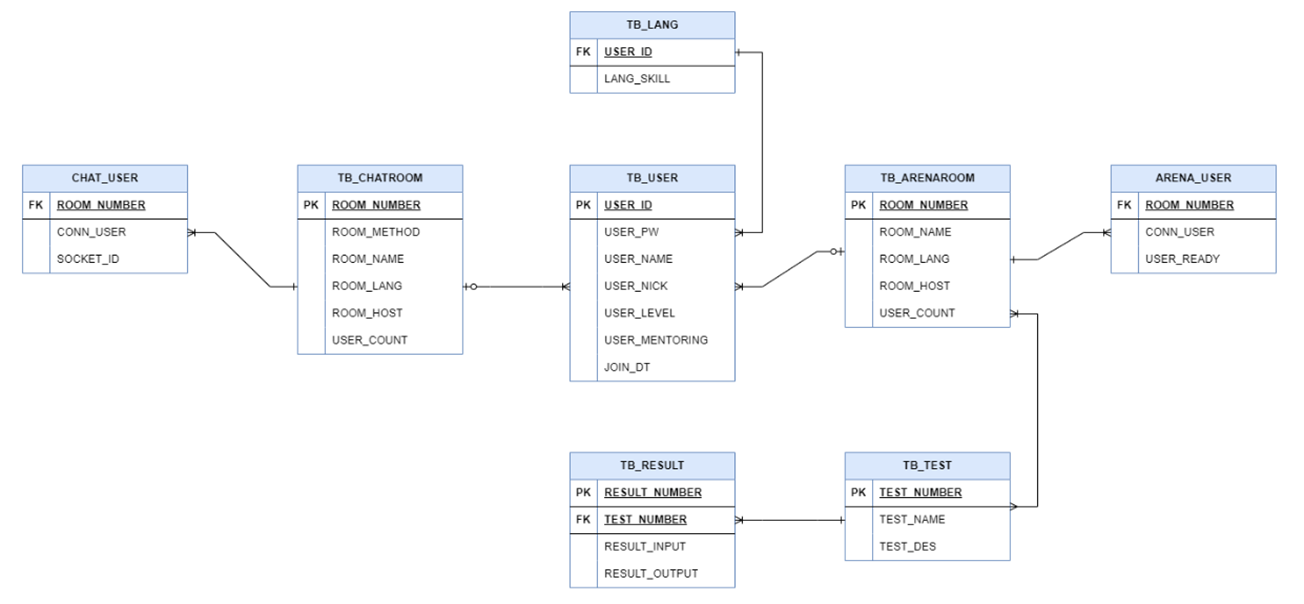 TB_LANG
FK USER_ID
LANG_SKILL
CHAT_USER
FK ROOM_NUMBER
CONN_USER
SOCKET_ID
TB_CHATROOM
PK ROOM_NUMBER
ROOM_METHOD
ROOM_NAME
ROOM_LANG
ROOM_HOST
USER_COUNT
TB_USER
PK USER_ID
USER_PW
USER_NAME
USER_NICK
USER_LEVEL
USER_MENTORING
JOIN_DT
TB_ARENAROOM
PK ROOM_NUMBER
ROOM_NAME
ROOM_LANG
ROOM_HOST
USER_COUNT
ARENA_USER
FK ROOM_NUMBER
CONN_USER
USER_READY
TB_RESULT
PK RESULT_NUMBER
FK TEST_NUMBER
RESULT_INPUT
RESULT_OUTPUT
TB_TEST
PK TEST_NUMBER
TEST_NAME
TEST_DES